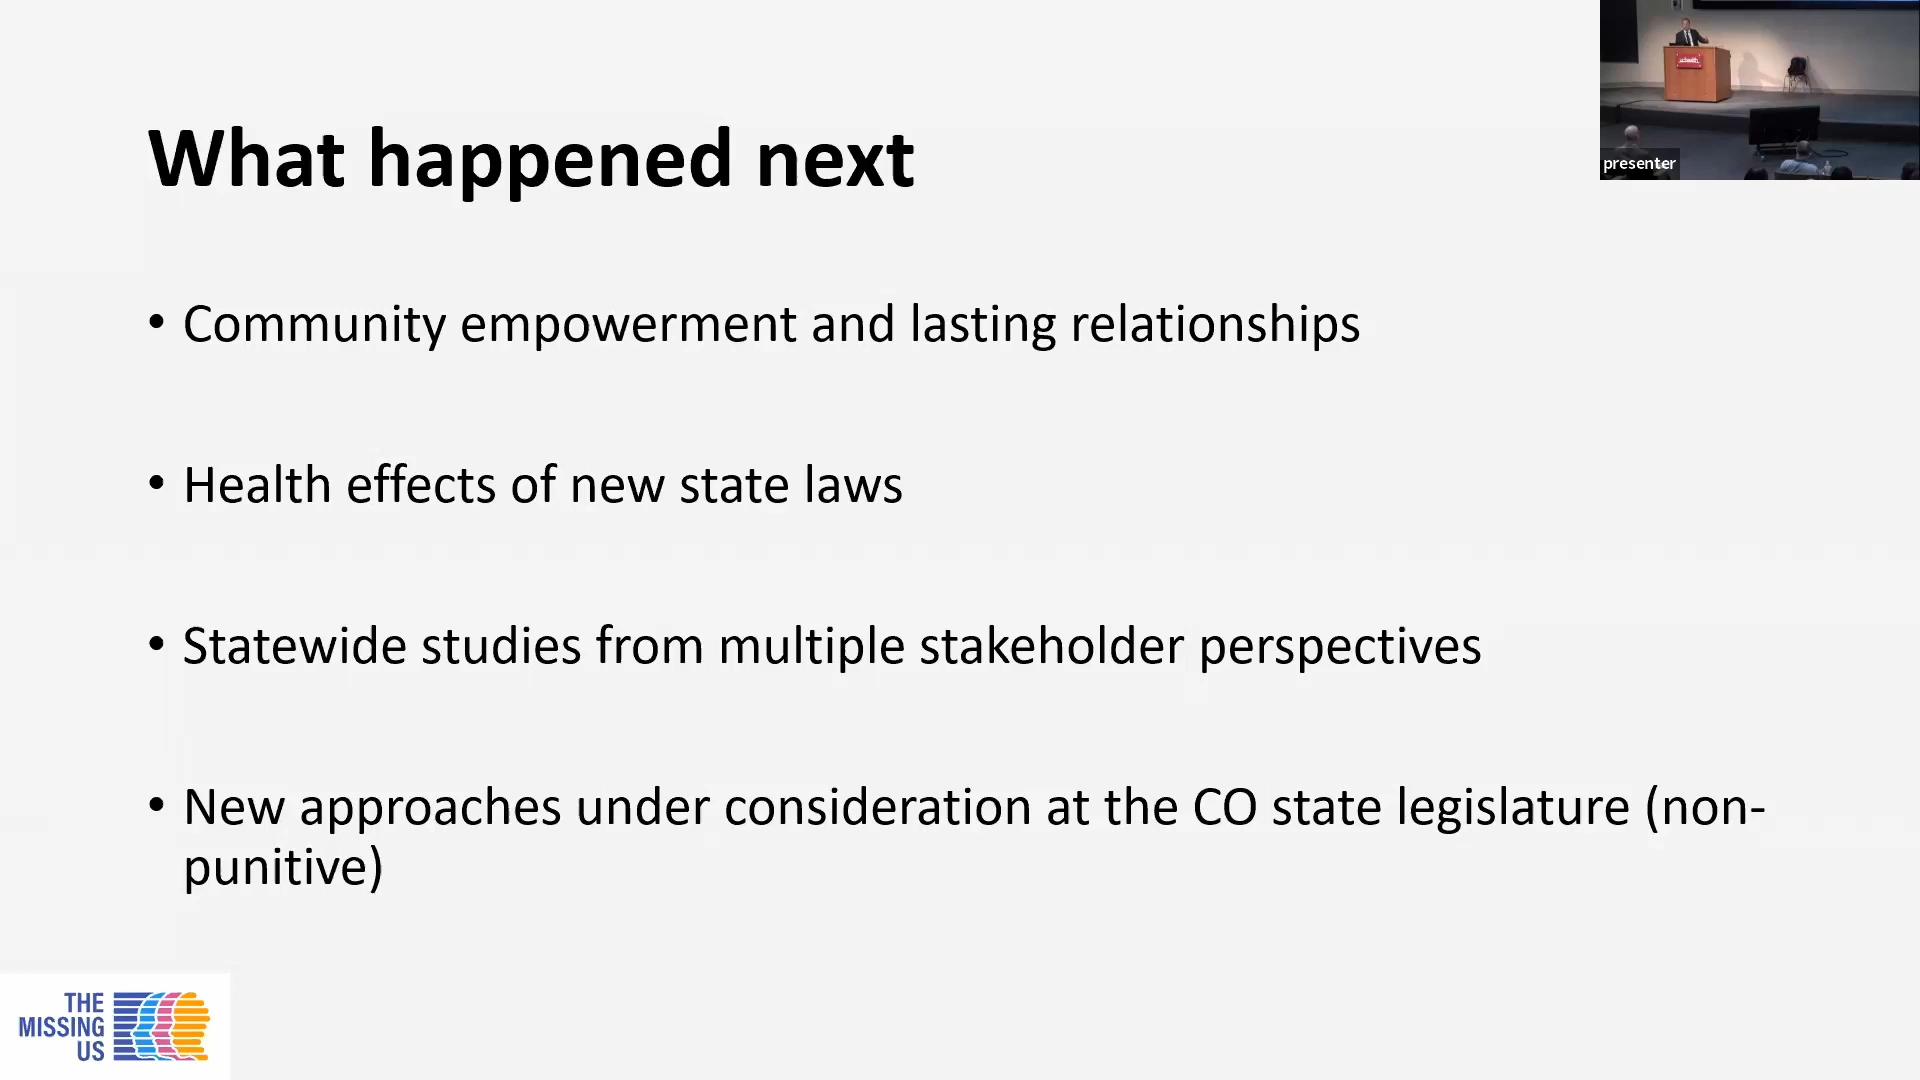 What happened next
• Community empowerment and lasting relationships
• Health effects of new state laws
• Statewide studies from multiple stakeholder perspectives
• New approaches under consideration at the CO state legislature (non-
punitive)
presenter
uchealth
THE
MISSING
US